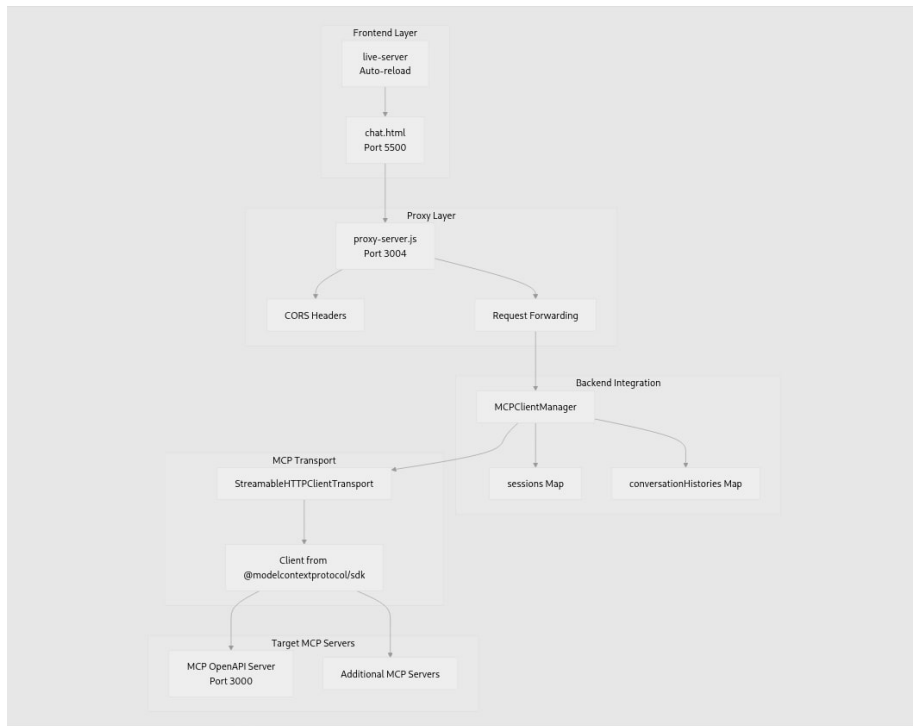 Frontend Layer
live-server
Auto-reload
chat.html
Port 5500
Proxy Layer
proxy-server.js
Port 3004
CORS Headers
Request Forwarding
Backend Integration
MCPClientManager
MCP Transport
StreamableHTTPClientTransport
sessions Map
conversationHistories Map
Client from
@modelcontextprotocol/sdk
Target MCP Servers
MCP OpenAPI Server
Port 3000
Additional MCP Servers